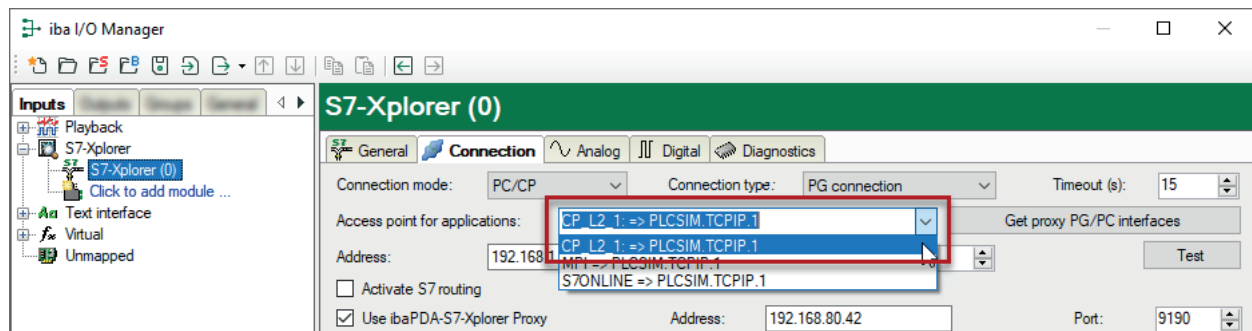 iba I/O Manager
Inputs
Playback
S7-Xplorer
S7-Xplorer (0)
Click to add module ...
Text interface
Virtual
Unmapped
S7-Xplorer (0)
General Connection Analog Digital Diagnostics
Connection mode: PC/CP Connection type: PG connection Timeout (s): 15
Access point for applications: CP_L2_1: => PLCSIM.TCPIP.1 Get proxy PG/PC interfaces
CP_L2_1: => PLCSIM.TCPIP.1
Address: 192.168 Test
MPI => PLCSIM.TCPIP.1
S7ONLINE => PLCSIM.TCPIP.1
Activate S7 routing
Use ibaPDA-S7-Xplorer Proxy Address: 192.168.80.42 Port: 9190